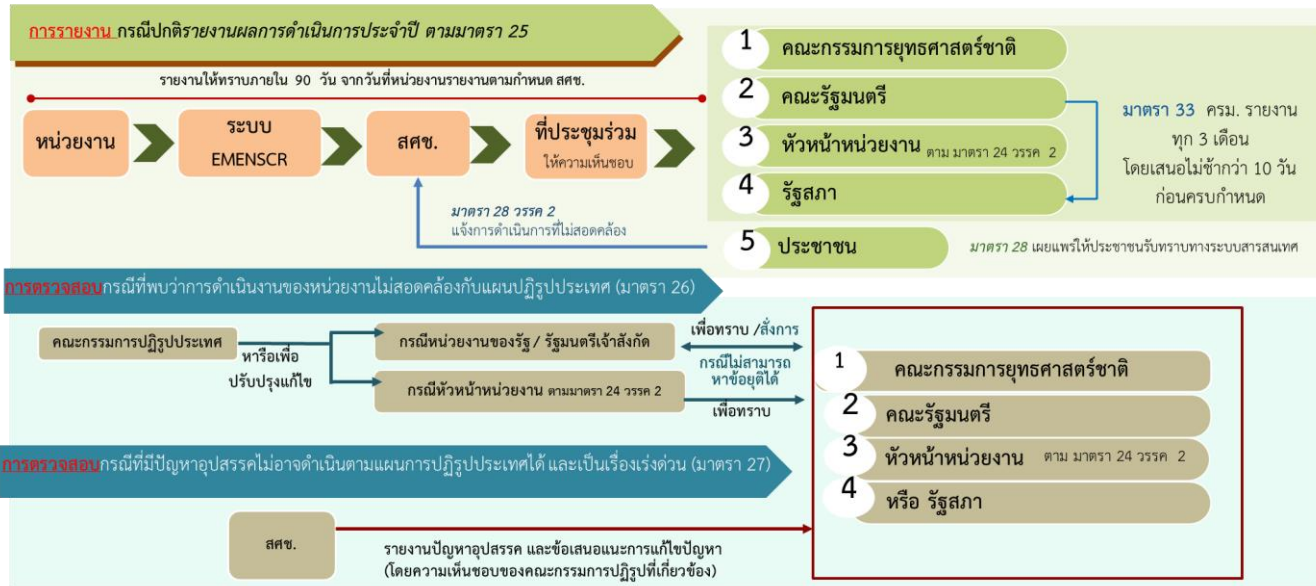 การรายงาน กรณีปกติรายงานผลการดำเนินการประจำปี ตามมาตรา 25
รายงานให้ทราบภายใน 90 วัน จากวันที่หน่วยงานรายงานตามกำหนด สศช.
หน่วยงาน
ระบบ
EMENSCR
สศช.
ที่ประชุมร่วม
ให้ความเห็นชอบ
มาตรา 28 วรรค 2
แจ้งการดำเนินการที่ไม่สอดคล้อง
1 คณะกรรมการยุทธศาสตร์ชาติ
2 คณะรัฐมนตรี
3 หัวหน้าหน่วยงาน ตาม มาตรา 24 วรรค 2
4 รัฐสภา
5 ประชาชน
มาตรา 33 ครม. รายงาน
ทุก 3 เดือน
โดยเสนอไม่ช้ากว่า 10 วัน
ก่อนครบกำหนด
มาตรา 28 เผยแพร่ให้ประชาชนรับทราบทางระบบสารสนเทศ
การตรวจสอบกรณีที่พบว่าการดำเนินงานของหน่วยงานไม่สอดคล้องกับแผนปฏิรูปประเทศ (มาตรา 26)
คณะกรรมการปฏิรูปประเทศ
หารือเพื่อ
ปรับปรุงแก้ไข
กรณีหน่วยงานของรัฐ / รัฐมนตรีเจ้าสังกัด
กรณีหัวหน้าหน่วยงาน ตามมาตรา 24 วรรค 2
เพื่อทราบ /สั่งการ
กรณีไม่สามารถ
หาข้อยุติได้
เพื่อทราบ
1 คณะกรรมการยุทธศาสตร์ชาติ
2 คณะรัฐมนตรี
3 หัวหน้าหน่วยงาน ตาม มาตรา 24 วรรค 2
4 หรือ รัฐสภา
การตรวจสอบกรณีที่มีปัญหาอุปสรรคไม่อาจดำเนินตามแผนการปฏิรูปประเทศได้ และเป็นเรื่องเร่งด่วน (มาตรา 27)
สศช.
รายงานปัญหาอุปสรรค และข้อเสนอแนะการแก้ไขปัญหา
(โดยความเห็นชอบของคณะกรรมการปฏิรูปที่เกี่ยวข้อง)